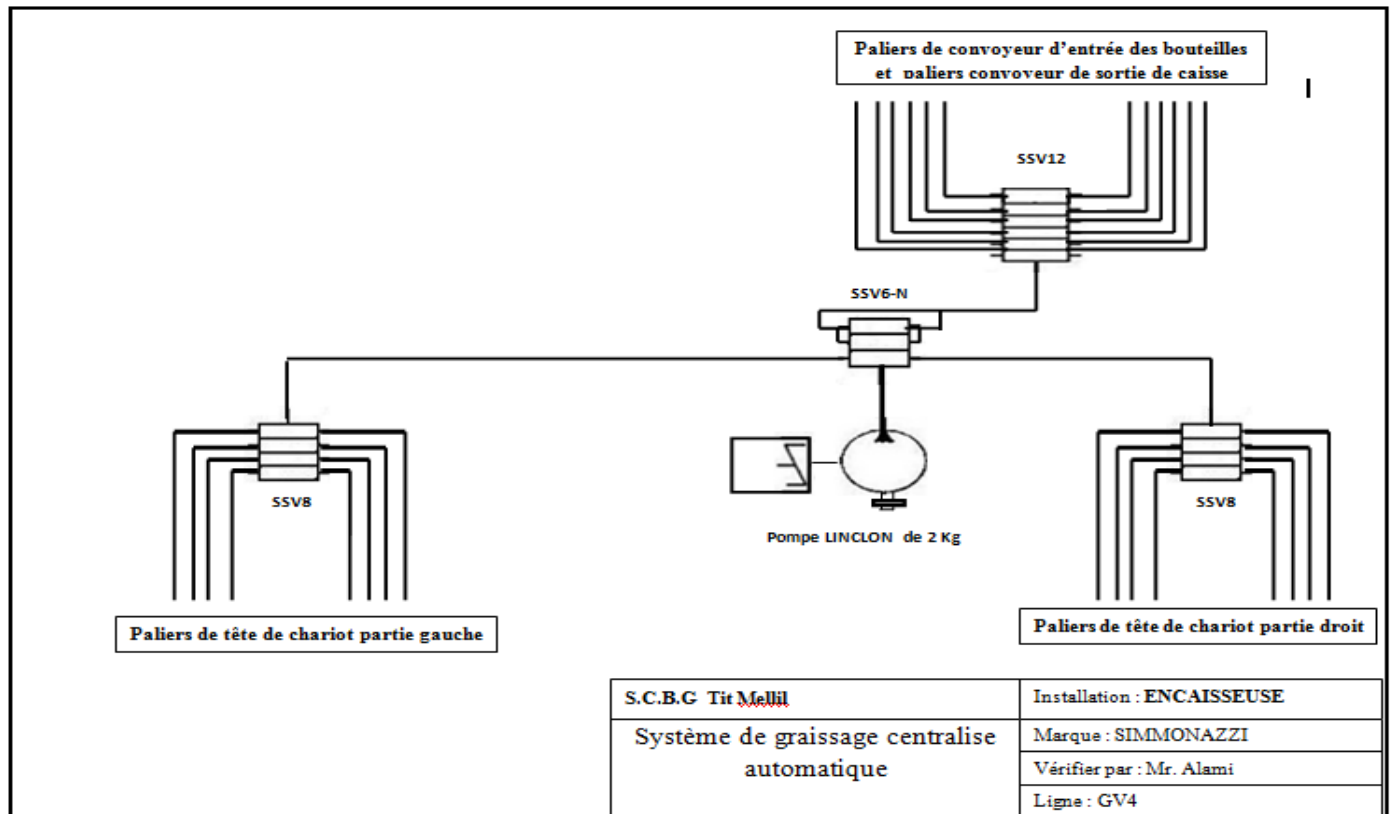 Paliers de convoyeur d'entrée des bouteilles
et paliers convoyeur de sortie de caisse
SSV12
SSV6-N
SSV8
SSV8
Pompe LINCLON de 2 Kg
Paliers de tête de chariot partie gauche
Paliers de tête de chariot partie droit
S.C.B.G Tit Mellil
Installation : ENCAISSEUSE
Système de graissage centralise
automatique
Marque : SIMMONAZZI
Vérifier par : Mr. Alami
Ligne : GV4